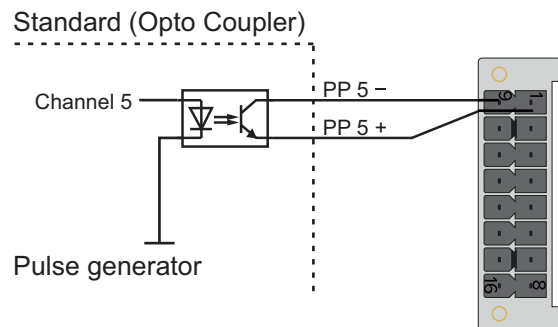 Standard (Opto Coupler)
Channel 5
PP 5 −
PP 5 +
Pulse generator
9 1
16 8